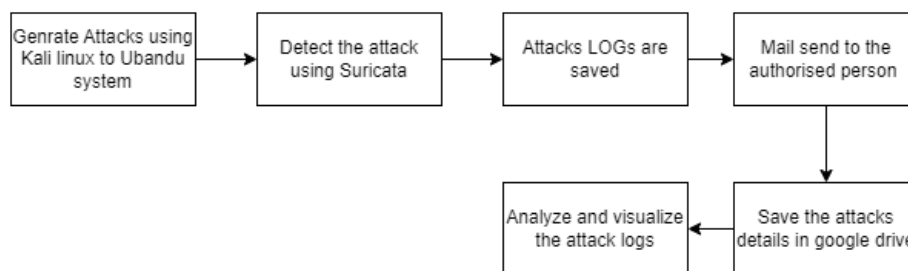 Genrate Attacks using
Kali linux to Ubandu
system
Detect the attack
using Suricata
Attacks LOGs are
saved
Mail send to the
authorised person
Analyze and visualize
the attack logs
Save the attacks
details in google drive